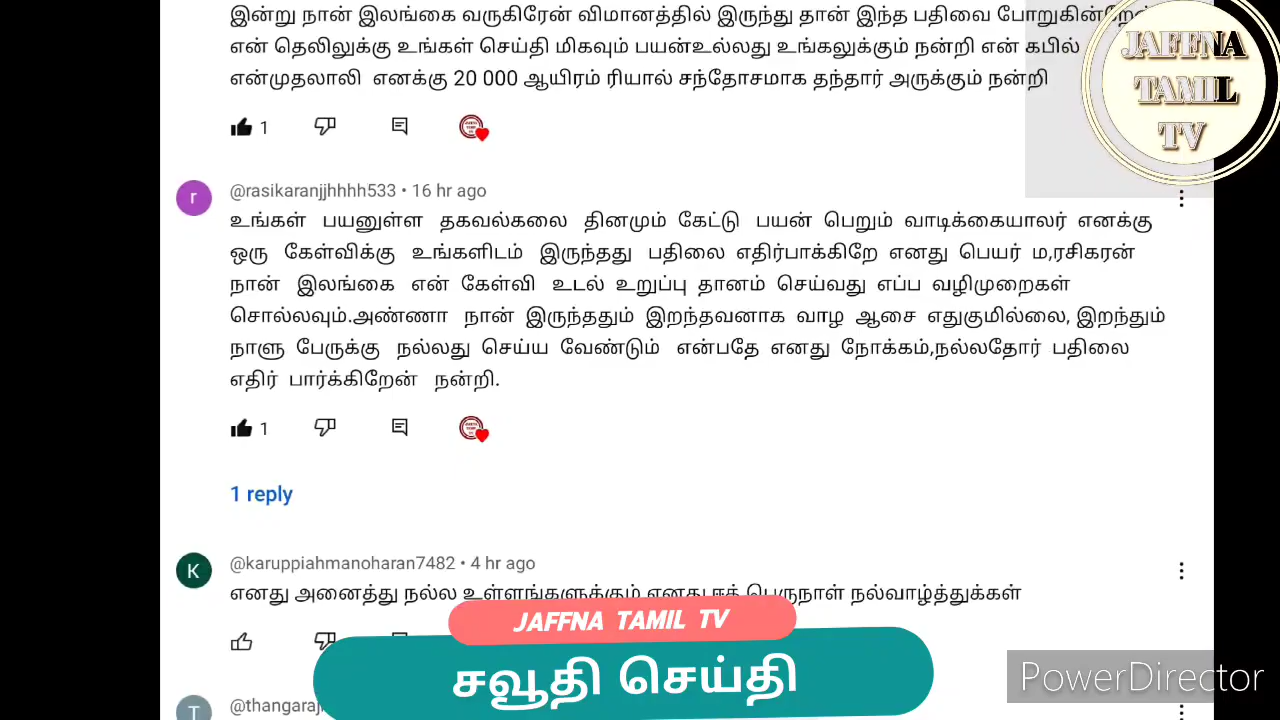 இன்று நான் இலங்கை வருகிரேன் விமானத்தில் இருந்து தான் இந்த பதிவை போறுகின்றேன்
என் தெலிலுக்கு உங்கள் செய்தி மிகவும் பயன்உல்லது உங்கலுக்கும் நன்றி என் கபில்
என்முதலாலி எனக்கு 20 000 ஆயிரம் ரியால் சந்தோசமாக தந்தார் அருக்கும் நன்றி
JAFFNA
TAMIL
TV
1
@rasikaranjjhhhh533 • 16 hr ago
உங்கள் பயனுள்ள தகவல்கலை தினமும் கேட்டு பயன் பெறும் வாடிக்கையாலர் எனக்கு
ஒரு கேள்விக்கு உங்களிடம் இருந்தது பதிலை எதிர்பாக்கிறே எனது பெயர் ம,ரசிகரன்
நான் இலங்கை என் கேள்வி உடல் உறுப்பு தானம் செய்வது எப்ப வழிமுறைகள்
சொல்லவும்.அண்ணா நான் இருந்ததும் இறந்தவனாக வாழ ஆசை எதுகுமில்லை, இறந்தும்
நாளு பேருக்கு நல்லது செய்ய வேண்டும் என்பதே எனது நோக்கம்,நல்லதோர் பதிலை
எதிர் பார்க்கிறேன் நன்றி.
1
1 reply
@karuppiahmanoharan7482 • 4 hr ago
எனது அனைத்து நல்ல உள்ளங்களுக்கும் எனது ஈத் பெருநாள் நல்வாழ்த்துக்கள்
JAFFNA TAMIL TV
சவூதி செய்தி
PowerDirector